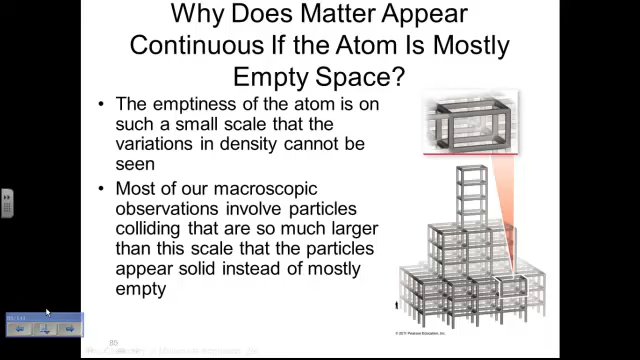 Why Does Matter Appear
Continuous If the Atom Is Mostly
Empty Space?
• The emptiness of the atom is on
such a small scale that the
variations in density cannot be
seen
• Most of our macroscopic
observations involve particles
colliding that are so much larger
than this scale that the particles
appear solid instead of mostly
empty
© 2011 Pearson Education, Inc.
85